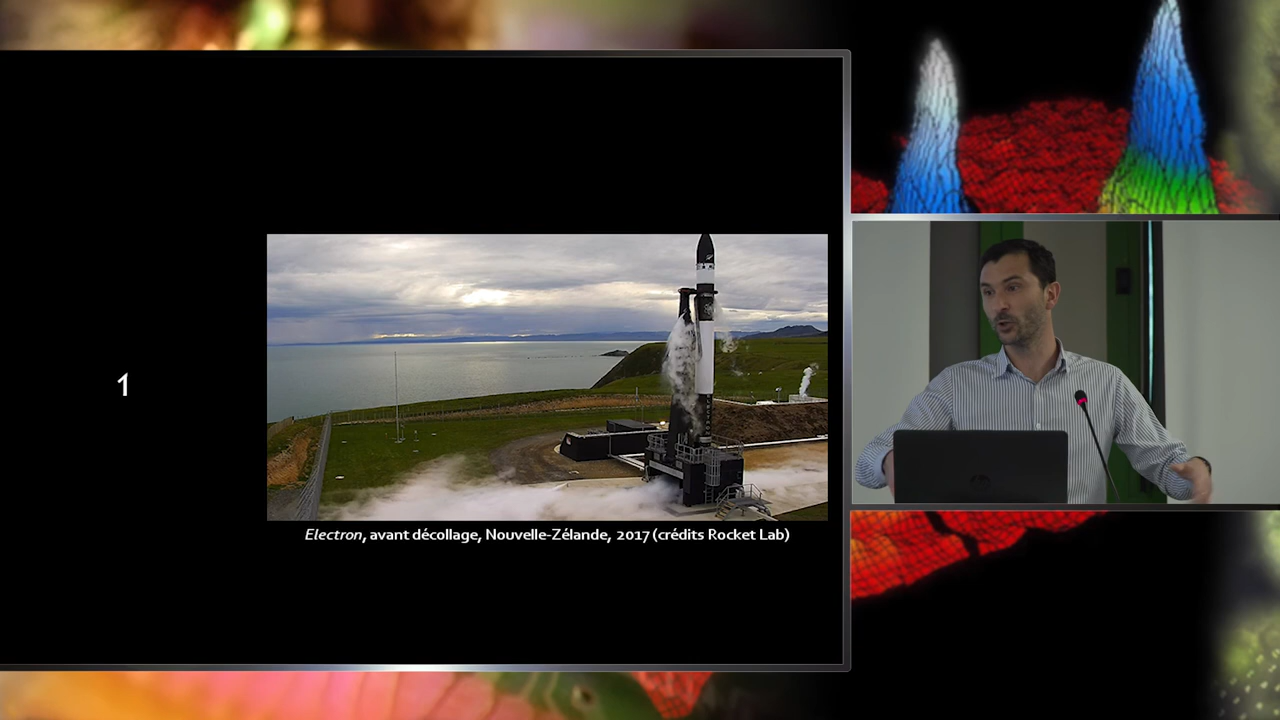 1
Electron, avant décollage, Nouvelle-Zélande, 2017 (crédits Rocket Lab)